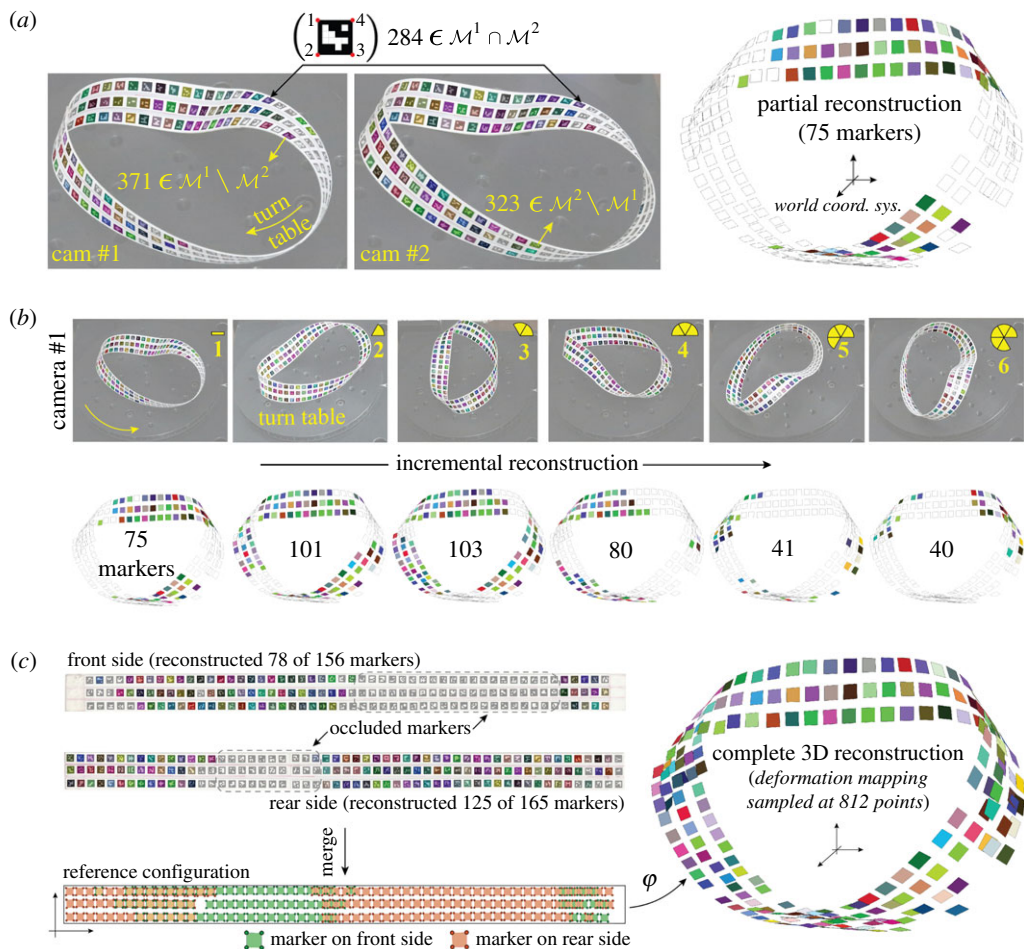 (a)
1 4
2 3
284 ∈ M¹ ∩ M²
371 ∈ M¹ \ M²
turn
table
cam #1
323 ∈ M² \ M¹
cam #2
partial reconstruction
(75 markers)
world coord. sys.
(b)
camera #1
1
2
turn table
3
4
5
6
incremental reconstruction
75
markers
101
103
80
41
40
(c)
front side (reconstructed 78 of 156 markers)
occluded markers
rear side (reconstructed 125 of 165 markers)
merge
reference configuration
φ
marker on front side
marker on rear side
complete 3D reconstruction
(deformation mapping
sampled at 812 points)